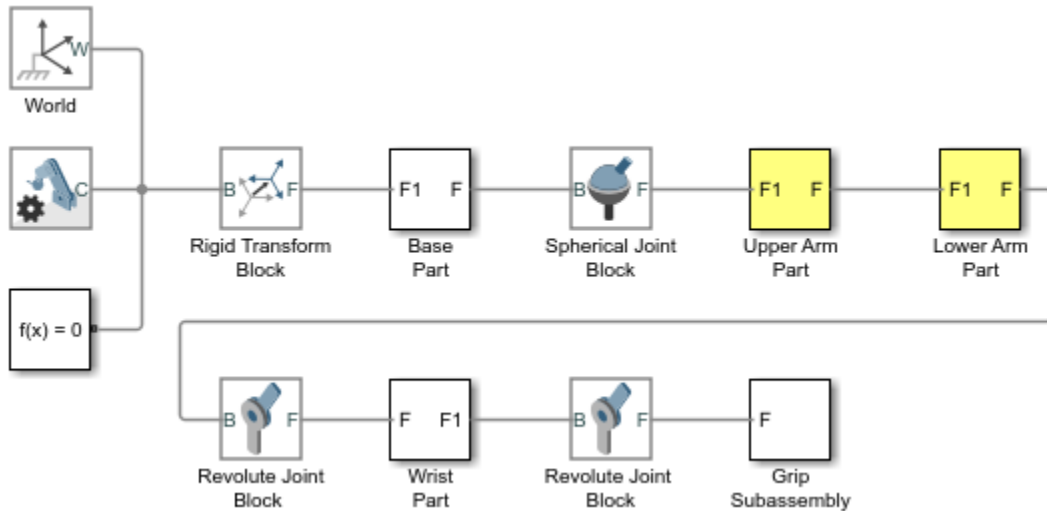 W
World
C
B F
F1 F
B F
F1 F
F1 F
Rigid Transform
Block
Base
Part
Spherical Joint
Block
Upper Arm
Part
Lower Arm
Part
f(x) = 0
B F
F F1
B F
F
Revolute Joint
Block
Wrist
Part
Revolute Joint
Block
Grip
Subassembly